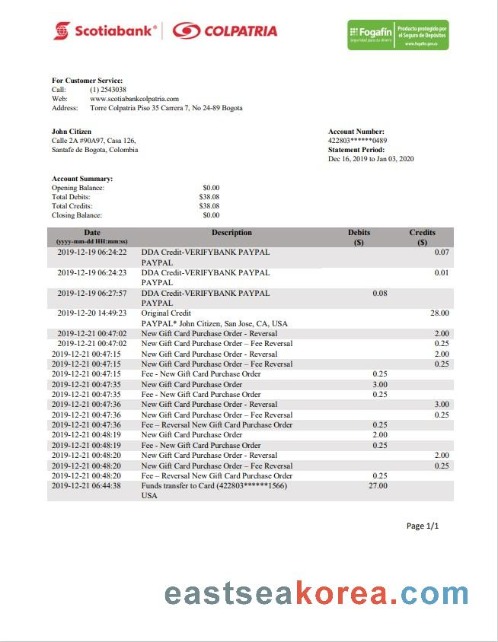 Scotiabank® | COLPATRIA
Fogafín Producto protegido por
el Seguro de Depósitos
www.fogafin.gov.co
For Customer Service:
Call: (1) 2543038
Web: www.scotiabankcolpatria.com
Address: Torre Colpatria Piso 35 Carrera 7, No 24-89 Bogota
John Citizen
Calle 2A #90A97, Casa 126,
Santafe de Bogota, Colombia
Account Number:
422803******0489
Statement Period:
Dec 16, 2019 to Jan 03, 2020
Account Summary:
Opening Balance: $0.00
Total Debits: $38.08
Total Credits: $38.08
Closing Balance: $0.00
Date Description Debits Credits
(yyyy-mm-dd HH:mm:ss) ($) ($)
2019-12-19 06:24:22 DDA Credit-VERIFYBANK PAYPAL 0.07
PAYPAL
2019-12-19 06:24:23 DDA Credit-VERIFYBANK PAYPAL 0.01
PAYPAL
2019-12-19 06:27:57 DDA Credit-VERIFYBANK PAYPAL 0.08
PAYPAL
2019-12-20 14:49:23 Original Credit 28.00
PAYPAL* John Citizen, San Jose, CA, USA
2019-12-21 00:47:02 New Gift Card Purchase Order - Reversal 2.00
2019-12-21 00:47:02 New Gift Card Purchase Order – Fee Reversal 0.25
2019-12-21 00:47:15 New Gift Card Purchase Order - Reversal 2.00
2019-12-21 00:47:15 New Gift Card Purchase Order – Fee Reversal 0.25
2019-12-21 00:47:15 Fee - New Gift Card Purchase Order 0.25
2019-12-21 00:47:35 New Gift Card Purchase Order 3.00
2019-12-21 00:47:35 Fee - New Gift Card Purchase Order 0.25
2019-12-21 00:47:36 New Gift Card Purchase Order - Reversal 3.00
2019-12-21 00:47:36 New Gift Card Purchase Order – Fee Reversal 0.25
2019-12-21 00:47:36 Fee – Reversal New Gift Card Purchase Order 0.25
2019-12-21 00:48:19 New Gift Card Purchase Order 2.00
2019-12-21 00:48:19 Fee - New Gift Card Purchase Order 0.25
2019-12-21 00:48:20 New Gift Card Purchase Order - Reversal 2.00
2019-12-21 00:48:20 New Gift Card Purchase Order – Fee Reversal 0.25
2019-12-21 00:48:20 Fee – Reversal New Gift Card Purchase Order 0.25
2019-12-21 06:44:38 Funds transfer to Card (422803******1566) 27.00
USA
Page 1/1
eastseakorea.com